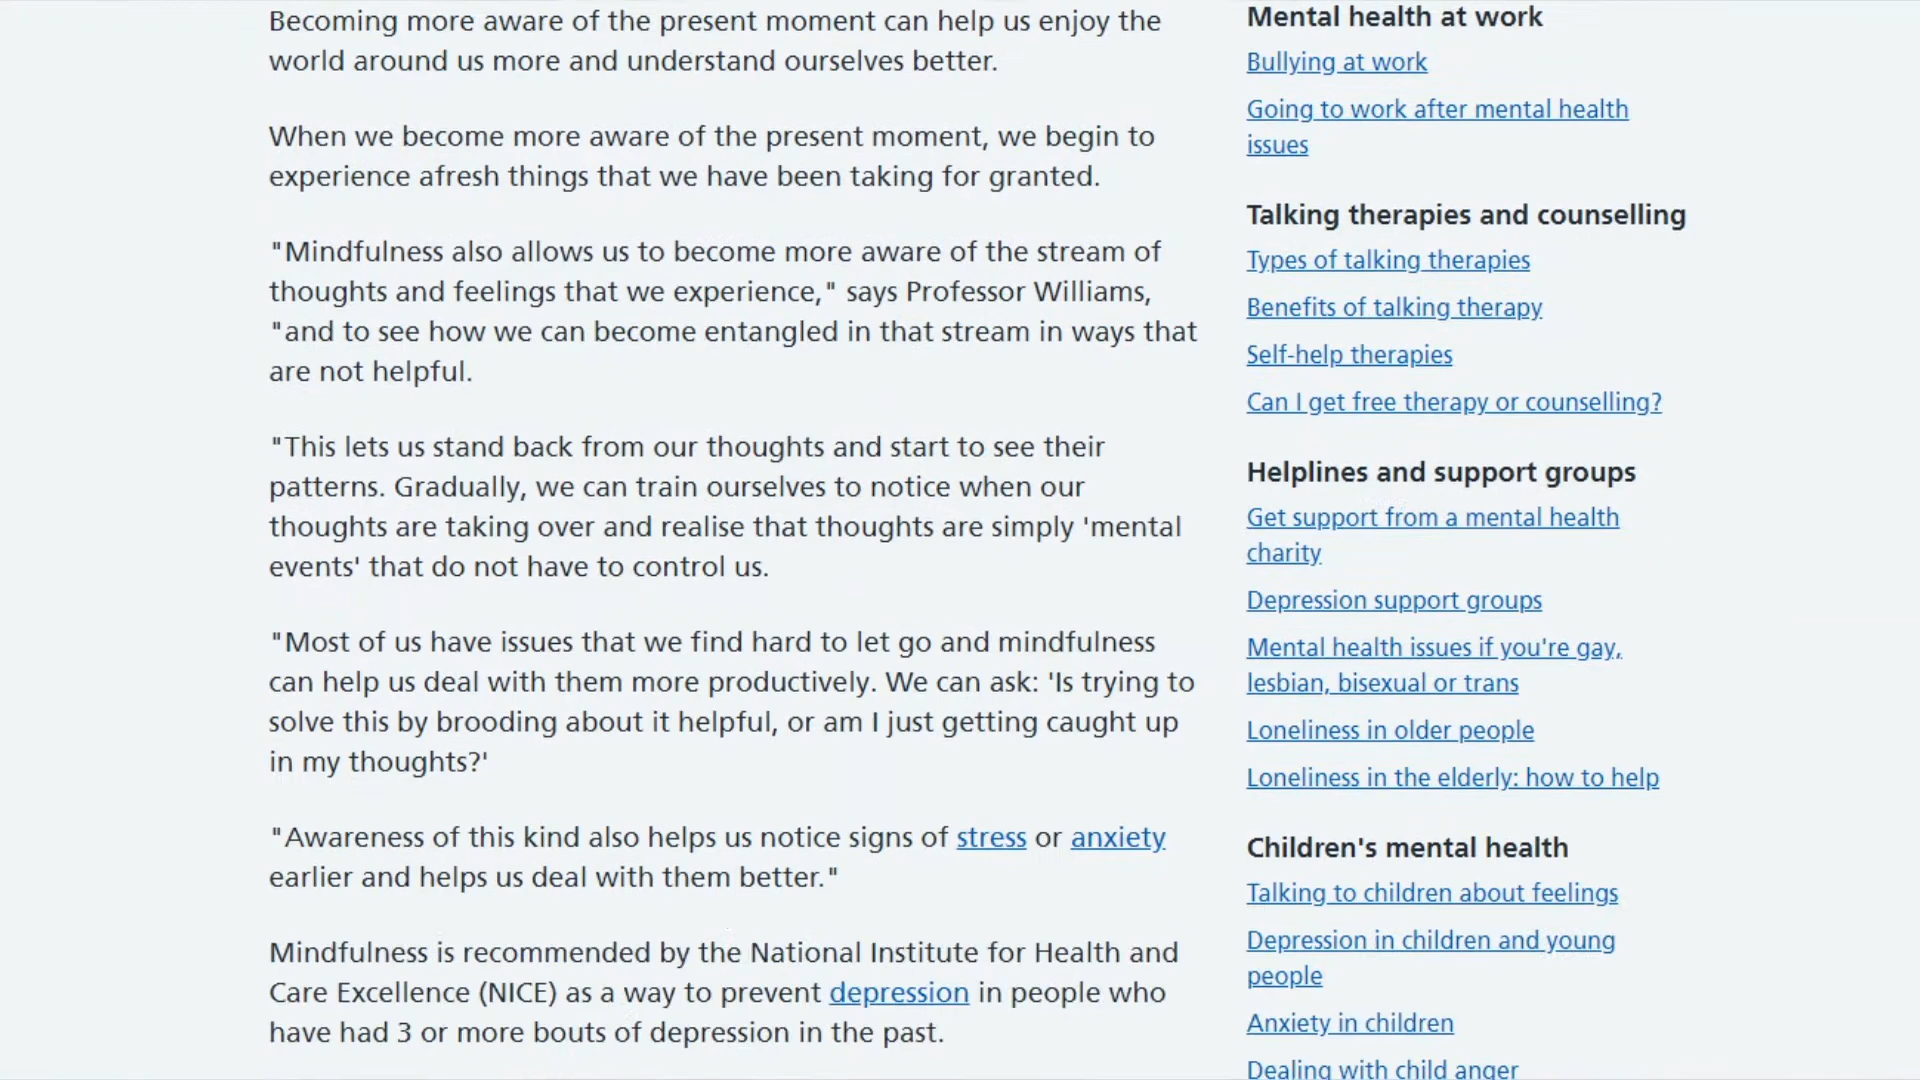 Becoming more aware of the present moment can help us enjoy the
world around us more and understand ourselves better.
When we become more aware of the present moment, we begin to
experience afresh things that we have been taking for granted.
"Mindfulness also allows us to become more aware of the stream of
thoughts and feelings that we experience," says Professor Williams,
"and to see how we can become entangled in that stream in ways that
are not helpful.
"This lets us stand back from our thoughts and start to see their
patterns. Gradually, we can train ourselves to notice when our
thoughts are taking over and realise that thoughts are simply 'mental
events' that do not have to control us.
"Most of us have issues that we find hard to let go and mindfulness
can help us deal with them more productively. We can ask: 'Is trying to
solve this by brooding about it helpful, or am I just getting caught up
in my thoughts?'
"Awareness of this kind also helps us notice signs of stress or anxiety
earlier and helps us deal with them better."
Mindfulness is recommended by the National Institute for Health and
Care Excellence (NICE) as a way to prevent depression in people who
have had 3 or more bouts of depression in the past.
Mental health at work
Bullying at work
Going to work after mental health
issues
Talking therapies and counselling
Types of talking therapies
Benefits of talking therapy
Self-help therapies
Can I get free therapy or counselling?
Helplines and support groups
Get support from a mental health
charity
Depression support groups
Mental health issues if you're gay,
lesbian, bisexual or trans
Loneliness in older people
Loneliness in the elderly: how to help
Children's mental health
Talking to children about feelings
Depression in children and young
people
Anxiety in children
Dealing with child anger